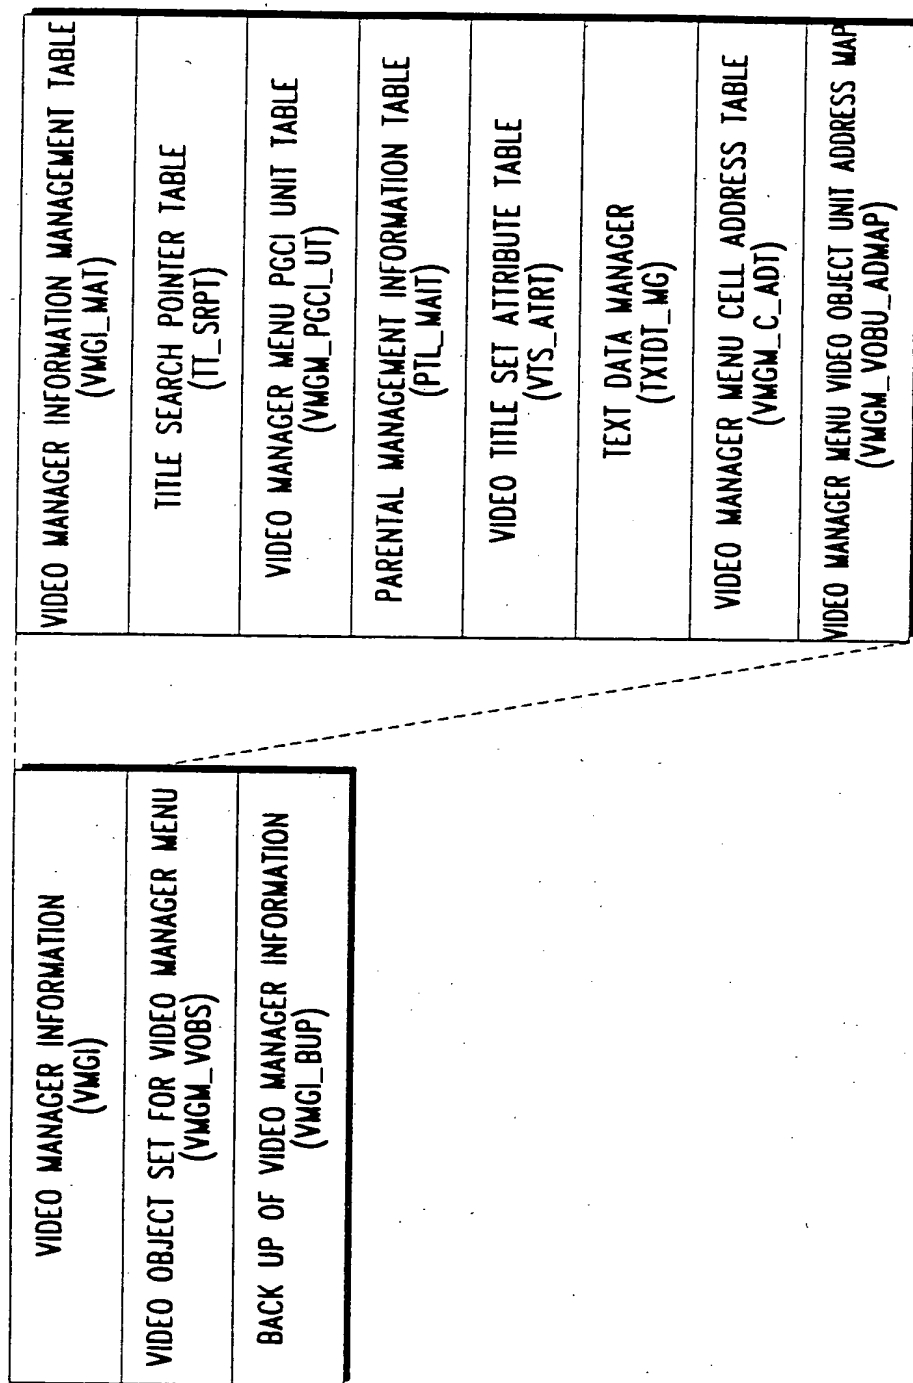 VIDEO MANAGER INFORMATION
(VMGI)
VIDEO OBJECT SET FOR VIDEO MANAGER MENU
(VMGM_VOBS)
BACK UP OF VIDEO MANAGER INFORMATION
(VMGI_BUP)
VIDEO MANAGER INFORMATION MANAGEMENT TABLE
(VMGI_MAT)
TITLE SEARCH POINTER TABLE
(TT_SRPT)
VIDEO MANAGER MENU PGCI UNIT TABLE
(VMGM_PGCI_UT)
PARENTAL MANAGEMENT INFORMATION TABLE
(PTL_MAIT)
VIDEO TITLE SET ATTRIBUTE TABLE
(VTS_ATRT)
TEXT DATA MANAGER
(TXTDT_MG)
VIDEO MANAGER MENU CELL ADDRESS TABLE
(VMGM_C_ADT)
VIDEO MANAGER MENU VIDEO OBJECT UNIT ADDRESS MAP
(VMGM_VOBU_ADMAP)